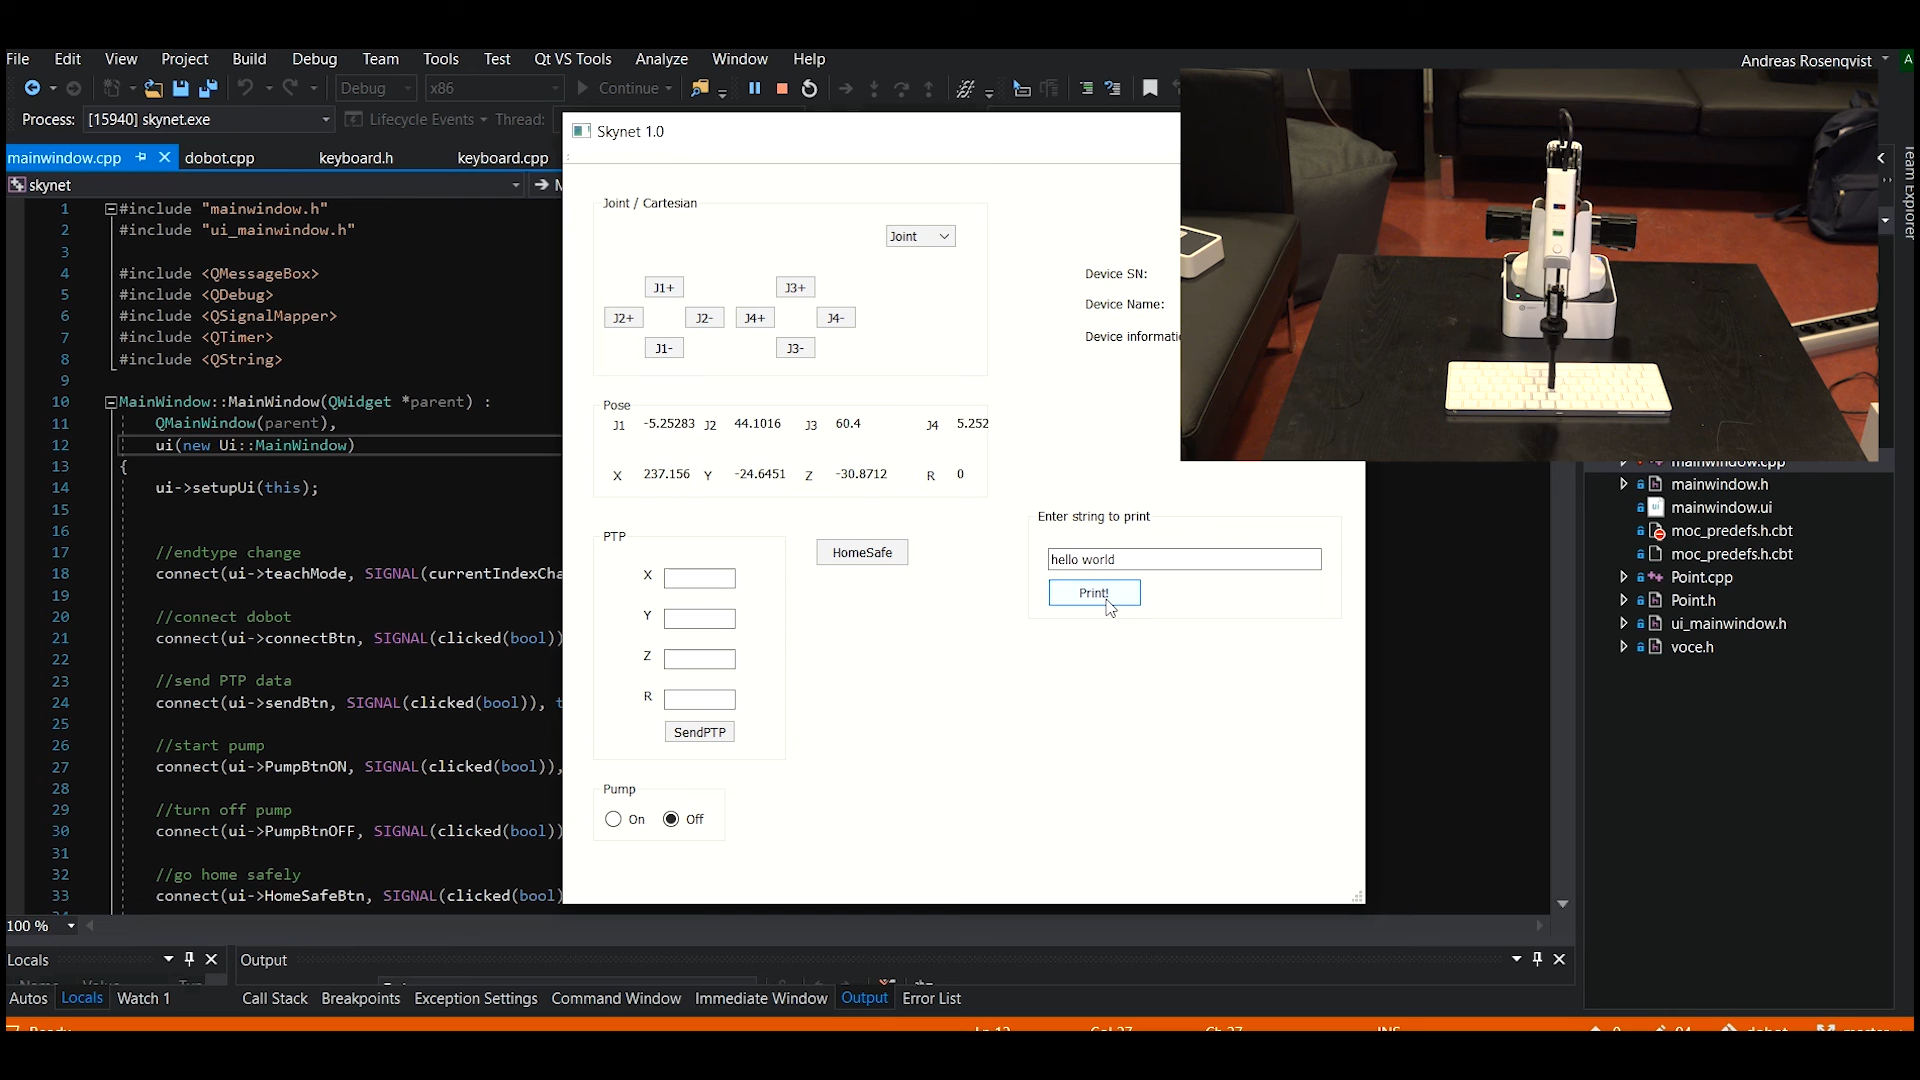 File Edit View Project Build Debug Team Tools Test Qt VS Tools Analyze Window Help
Andreas Rosenqvist A
Debug x86 Continue
Process: [15940] skynet.exe Lifecycle Events Thread:
mainwindow.cpp dobot.cpp keyboard.h keyboard.cpp
skynet
1 #include "mainwindow.h"
2 #include "ui_mainwindow.h"
3
4 #include <QMessageBox>
5 #include <QDebug>
6 #include <QSignalMapper>
7 #include <QTimer>
8 #include <QString>
9
10 MainWindow::MainWindow(QWidget *parent) :
11 QMainWindow(parent),
12 ui(new Ui::MainWindow)
13 {
14 ui->setupUi(this);
15
16
17 //endtype change
18 connect(ui->teachMode, SIGNAL(currentIndexCha
19
20 //connect dobot
21 connect(ui->connectBtn, SIGNAL(clicked(bool))
22
23 //send PTP data
24 connect(ui->sendBtn, SIGNAL(clicked(bool)), t
25
26 //start pump
27 connect(ui->PumpBtnON, SIGNAL(clicked(bool)),
28
29 //turn off pump
30 connect(ui->PumpBtnOFF, SIGNAL(clicked(bool))
31
32 //go home safely
33 connect(ui->HomeSafeBtn, SIGNAL(clicked(bool)
100 %
Skynet 1.0
Joint / Cartesian
Joint
J1+ J3+
J2+ J2- J4+ J4-
J1- J3-
Device SN:
Device Name:
Device informati
Pose
J1 -5.25283 J2 44.1016 J3 60.4 J4 5.252
X 237.156 Y -24.6451 Z -30.8712 R 0
PTP
X
Y
Z
R
SendPTP
HomeSafe
Enter string to print
hello world
Print!
Pump
On Off
Team Explorer
mainwindow.cpp
mainwindow.h
mainwindow.ui
moc_predefs.h.cbt
moc_predefs.h.cbt
Point.cpp
Point.h
ui_mainwindow.h
voce.h
Locals Output
Autos Locals Watch 1 Call Stack Breakpoints Exception Settings Command Window Immediate Window Output Error List